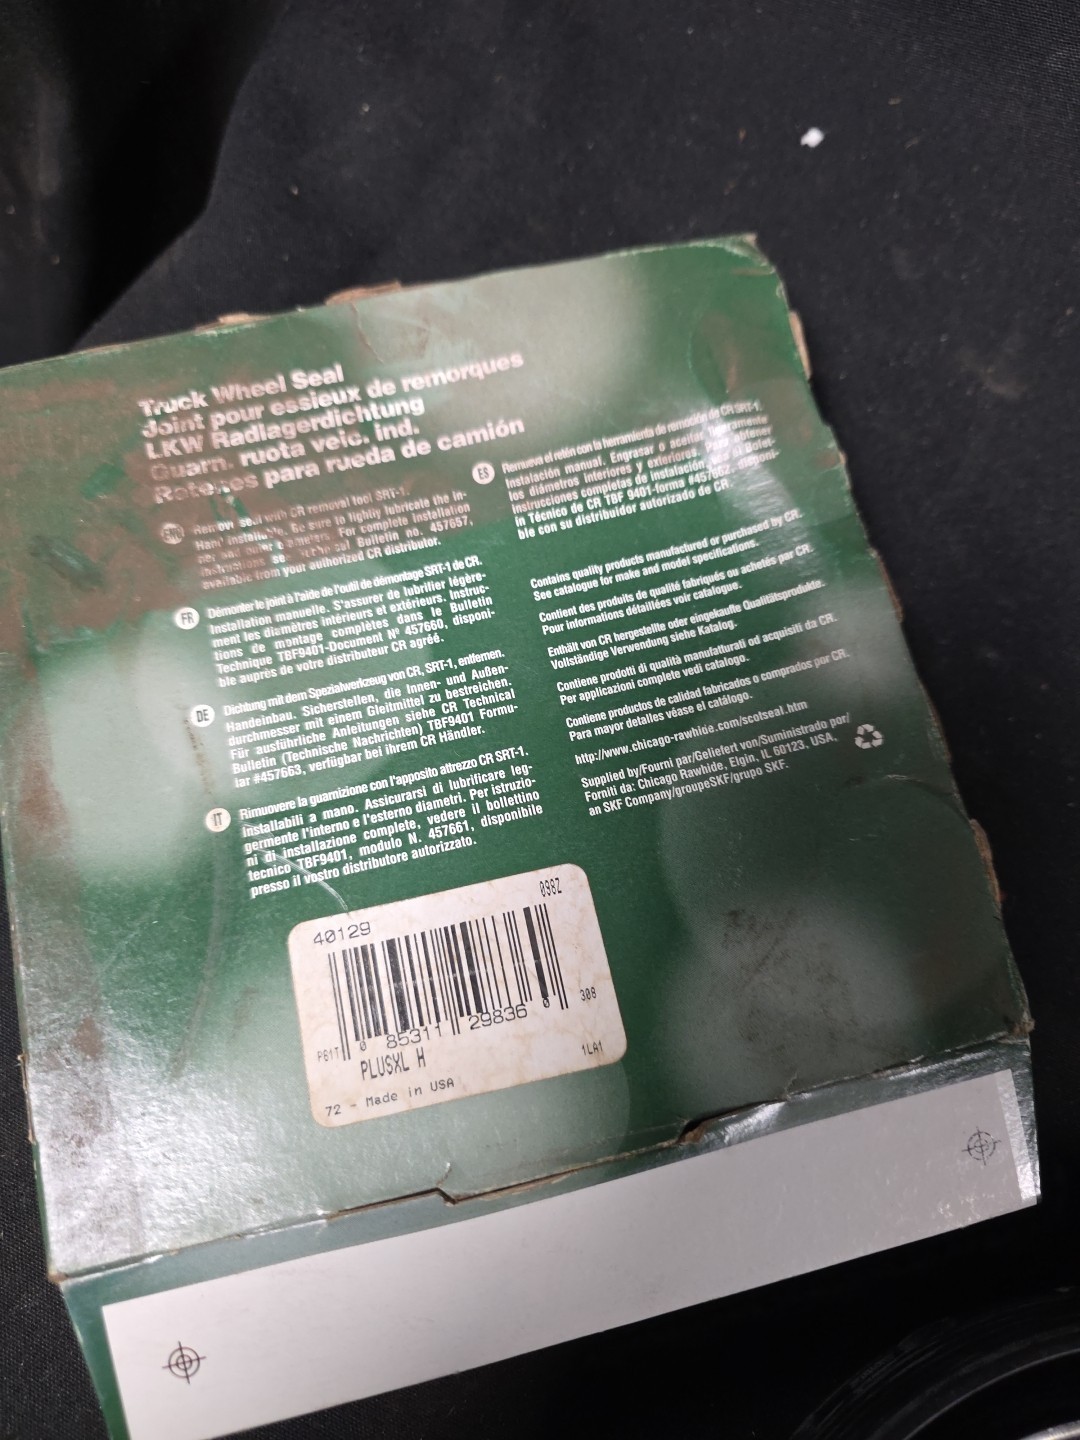 Truck Wheel Seal
Joint pour essieux de remorques
LKW Radlagerdichtung
Guarn. ruota veic. ind.
Retenes para rueda de camión
Remove seal with CR removal tool SRT-1.
Hand installable. Be sure to lightly lubricate the in-
For complete installation
Bulletin no. 457657,
available from your authorized CR distributor.
FR
Démonter le joint à l'aide de l'outil de démontage SRT-1 de CR.
Installation manuelle. S'assurer de lubrifier légère-
ment les diamètres intérieurs et extérieurs. Instruc-
tions de montage complètes dans le Bulletin
Technique TBF9401-Document Nº 457660, disponi-
ble auprès de votre distributeur CR agréé.
DE
Dichtung mit dem Spezialwerkzeug von CR, SRT-1, entfernen.
Handeinbau. Sicherstellen, die Innen- und Außen-
durchmesser mit einem Gleitmittel zu bestreichen.
Für ausführliche Anleitungen siehe CR Technical
Bulletin (Technische Nachrichten) TBF9401 Formu-
lar #457663, verfügbar bei ihrem CR Händler.
IT
Rimuovere la guarnizione con l'apposito attrezzo CR SRT-1.
Installabili a mano. Assicurarsi di lubrificare leg-
germente l'interno e l'esterno diametri. Per istruzio-
ni di installazione complete, vedere il bollettino
tecnico TBF9401, modulo N. 457661, disponibile
presso il vostro distributore autorizzato.
ES
Remueve el retén con la herramienta de remoción de CR SRT-1.
Instalación manual. Engrasar o aceitar ligeramente
los diámetros interiores y exteriores. Para obtener
instrucciones completas de instalación, vea el Bolet-
in Técnico de CR TBF 9401-forma #457662, disponi-
ble con su distribuidor autorizado de CR
Contains quality products manufactured or purchased by CR.
See catalogue for make and model specifications.
Contient des produits de qualité fabriqués ou achetés par CR.
Pour informations détaillées voir catalogue.
Enthält von CR hergestellte oder eingekaufte Qualitätsprodukte.
Vollständige Verwendung siehe Katalog.
Contiene prodotti di qualità manufatturati od acquisiti da CR.
Per applicazioni complete vedi catalogo.
Contiene productos de calidad fabricados o comprados por CR.
Para mayor detalles véase el catálogo.
http://www.chicago-rawhide.com/scotseal.htm
Supplied by/Fourni par/Geliefert von/Suministrado por/
Forniti da: Chicago Rawhide, Elgin, IL 60123. USA,
an SKF Company/groupeSKF/grupo SKF.
40129 098Z
P61T 0 85311 29836 0 308
PLUSXL H 1LA1
72 - Made in USA